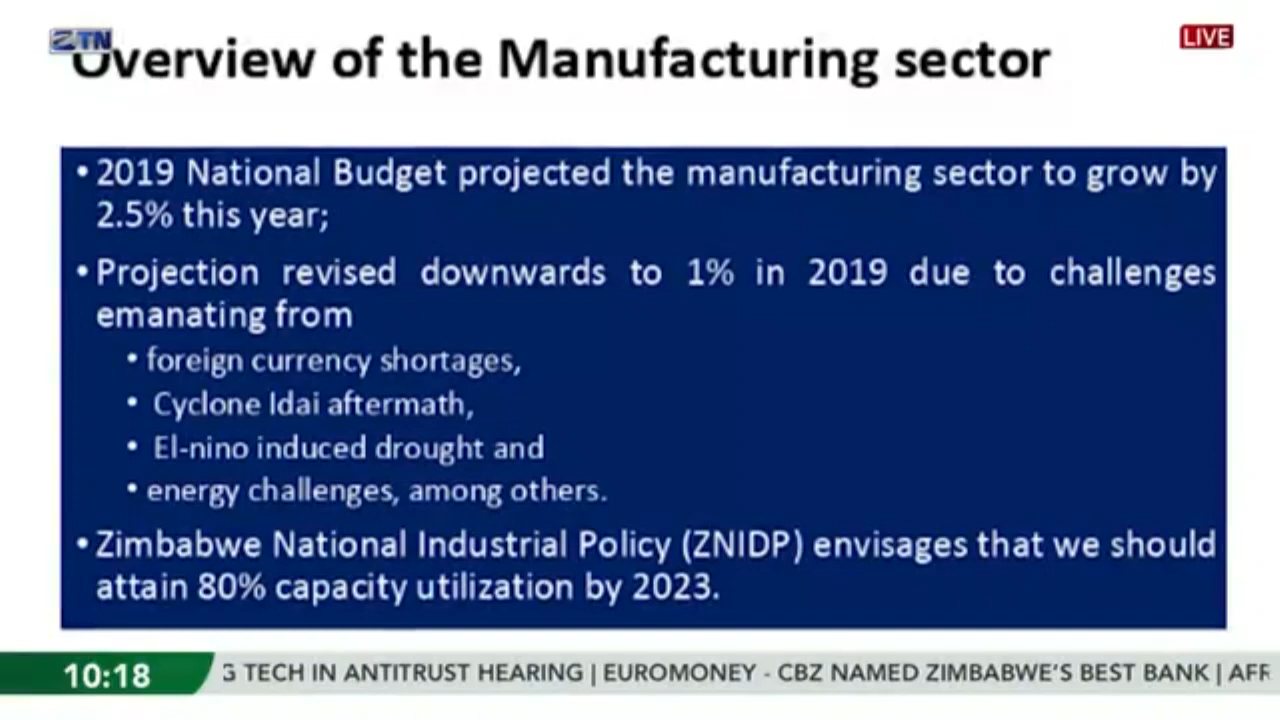 ZTN
LIVE
Overview of the Manufacturing sector
• 2019 National Budget projected the manufacturing sector to grow by
2.5% this year;
• Projection revised downwards to 1% in 2019 due to challenges
emanating from
• foreign currency shortages,
• Cyclone Idai aftermath,
• El-nino induced drought and
• energy challenges, among others.
• Zimbabwe National Industrial Policy (ZNIDP) envisages that we should
attain 80% capacity utilization by 2023.
10:18
G TECH IN ANTITRUST HEARING | EUROMONEY - CBZ NAMED ZIMBABWE'S BEST BANK | AFR